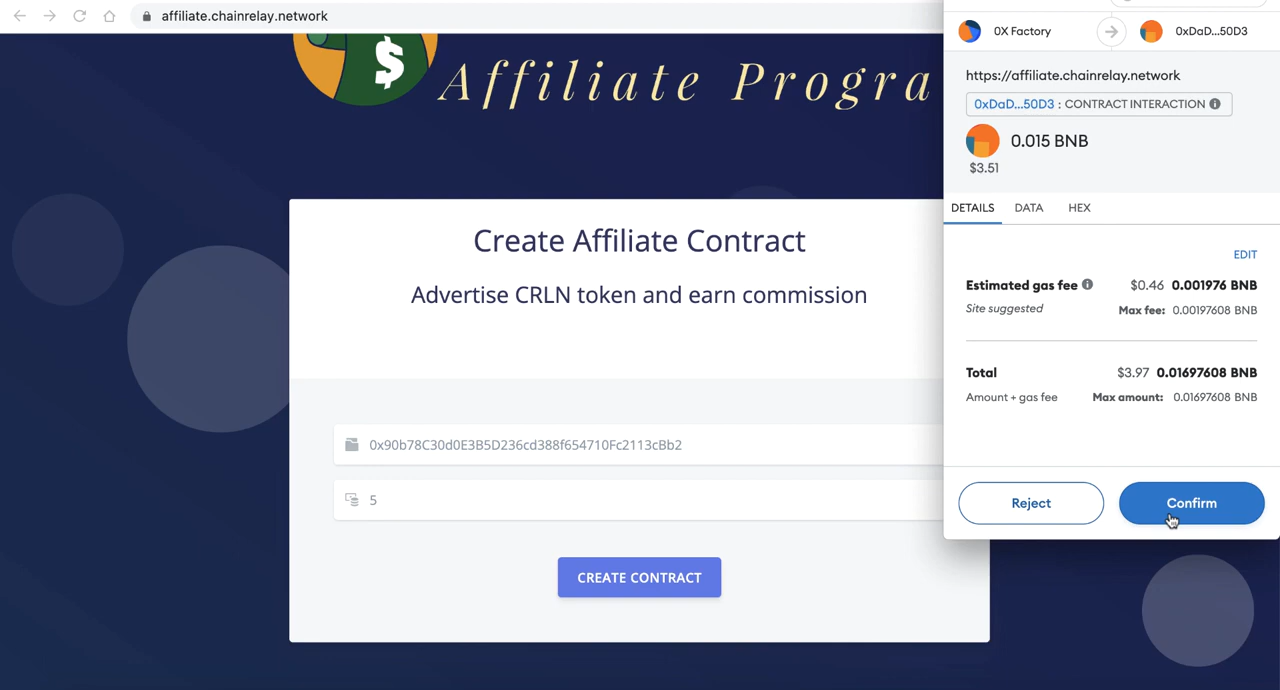 affiliate.chainrelay.network
$
Affiliate Progra
Create Affiliate Contract
Advertise CRLN token and earn commission
0x90b78C30d0E3B5D236cd388f654710Fc2113cBb2
5
CREATE CONTRACT
0X Factory
0xDaD...50D3
https://affiliate.chainrelay.network
0xDaD...50D3 : CONTRACT INTERACTION
0.015 BNB
$3.51
DETAILS DATA HEX
EDIT
Estimated gas fee $0.46 0.001976 BNB
Site suggested Max fee: 0.00197608 BNB
Total $3.97 0.01697608 BNB
Amount + gas fee Max amount: 0.01697608 BNB
Reject Confirm